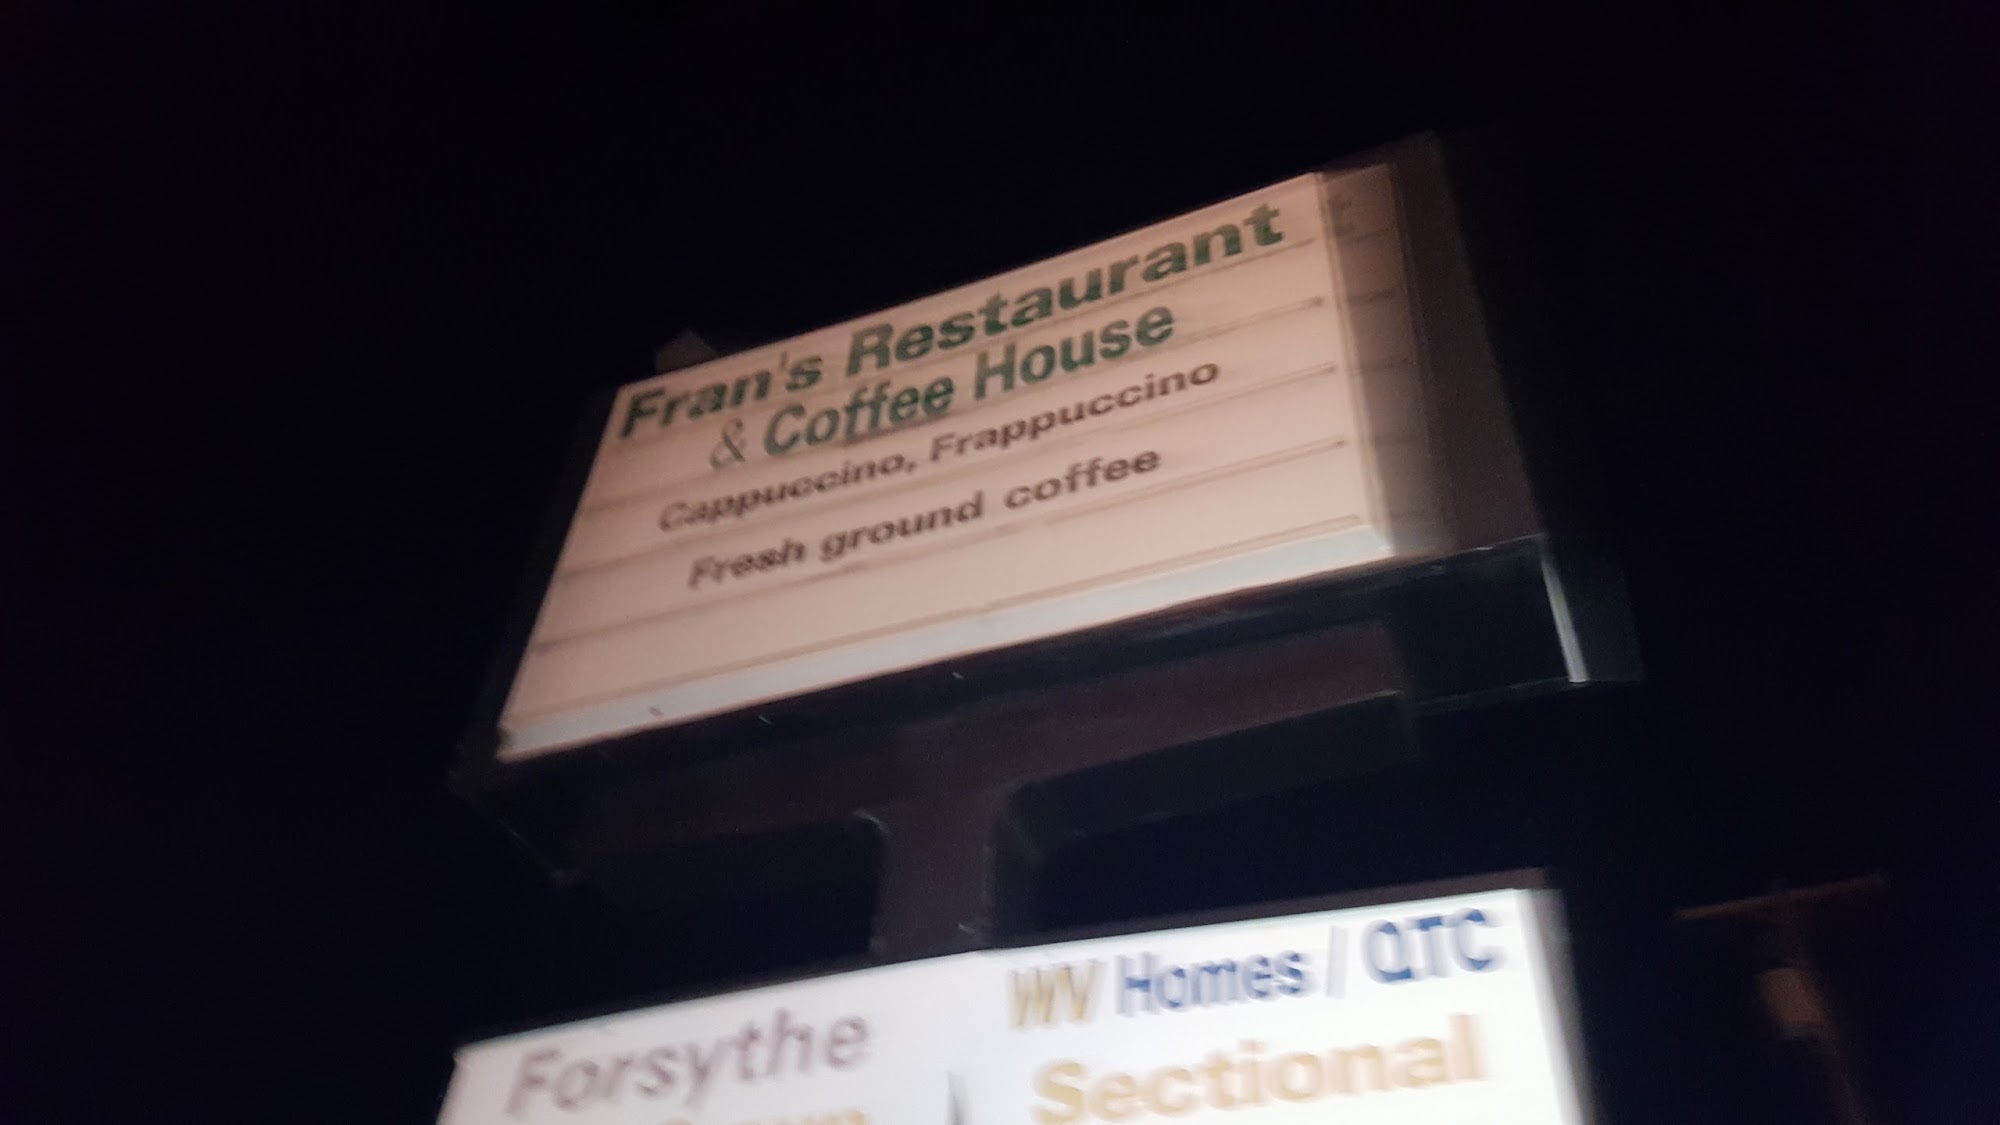 Fran's Restaurant
& Coffee House
Cappuccino, Frappuccino
Fresh ground coffee
Forsythe
WV Homes / QTC
Sectional